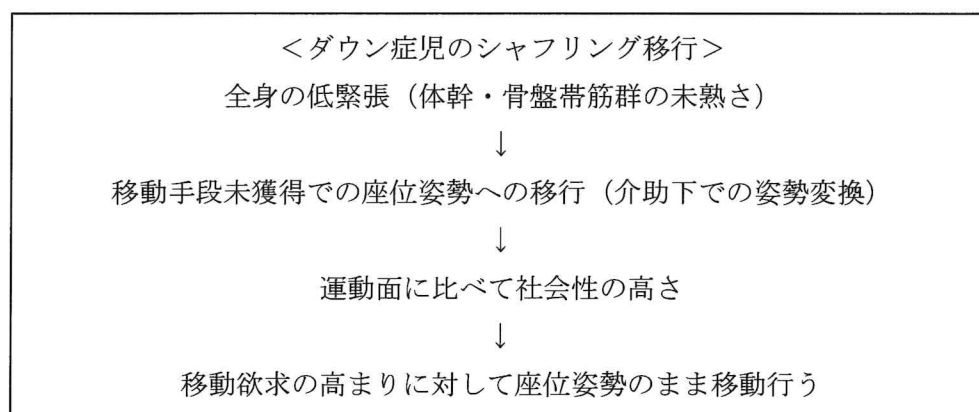 ＜ダウン症児のシャフリング移行＞
全身の低緊張（体幹・骨盤帯筋群の未熟さ）
↓
移動手段未獲得での座位姿勢への移行（介助下での姿勢変換）
↓
運動面に比べて社会性の高さ
↓
移動欲求の高まりに対して座位姿勢のまま移動行う